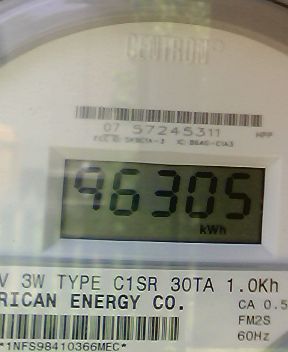 CENTRON®
07 57245311
96305
kWh
V 3W TYPE C1SR 30TA 1.0Kh
RICAN ENERGY CO.
CA 0.5
FM2S
60Hz
*1NFS98410366MEC*